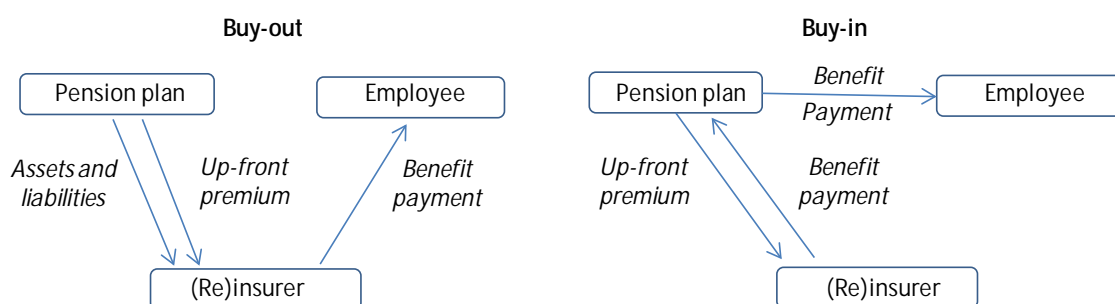 Buy-out
Pension plan
Employee
Assets and
liabilities
Up-front
premium
Benefit
payment
(Re)insurer
Buy-in
Pension plan
Benefit
Payment
Employee
Up-front
premium
Benefit
payment
(Re)insurer